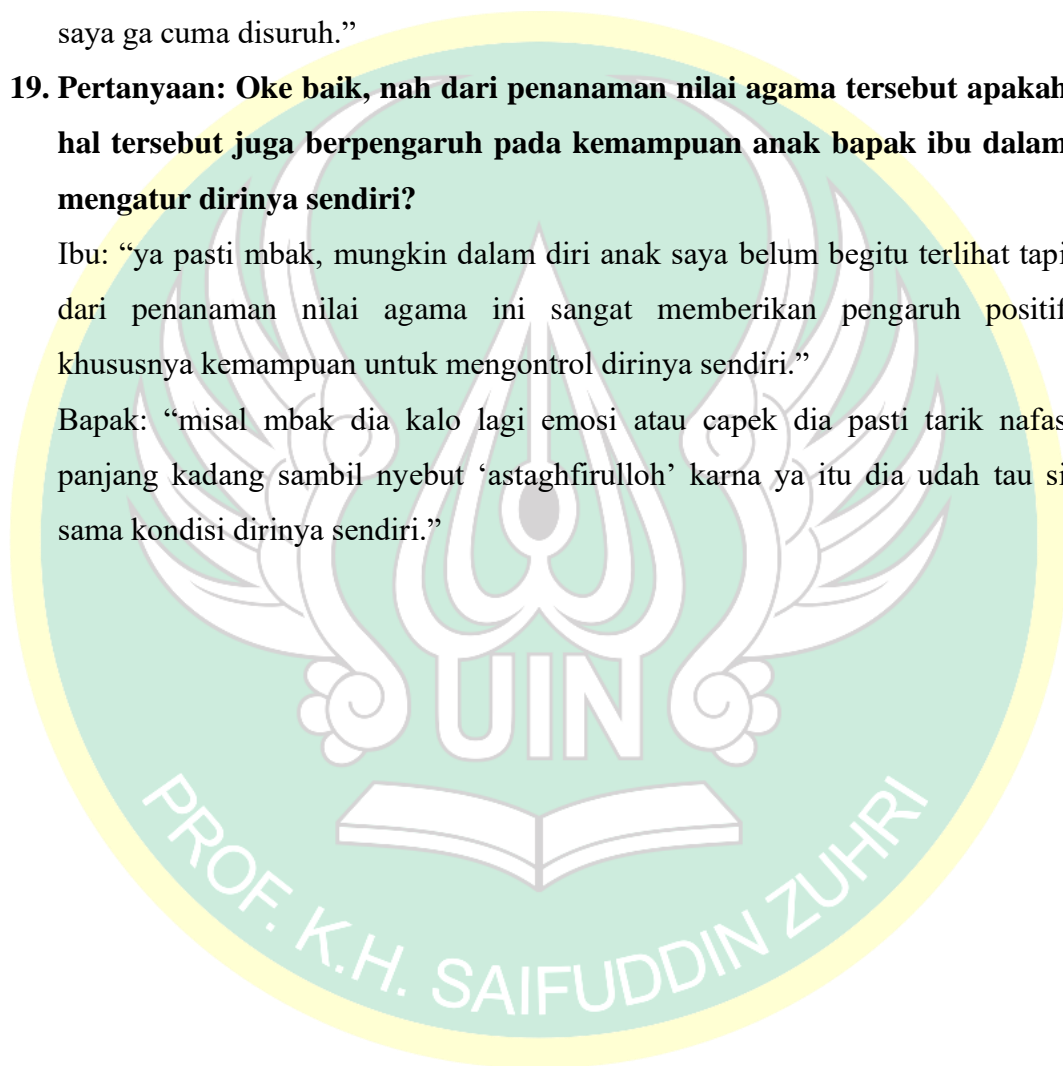 saya ga cuma disuruh.”
19. Pertanyaan: Oke baik, nah dari penanaman nilai agama tersebut apakah
hal tersebut juga berpengaruh pada kemampuan anak bapak ibu dalam
mengatur dirinya sendiri?
Ibu: “ya pasti mbak, mungkin dalam diri anak saya belum begitu terlihat tapi
dari penanaman nilai agama ini sangat memberikan pengaruh positif
khususnya kemampuan untuk mengontrol dirinya sendiri.”
Bapak: “misal mbak dia kalo lagi emosi atau capek dia pasti tarik nafas
panjang kadang sambil nyebut ‘astaghfirulloh’ karna ya itu dia udah tau si
sama kondisi dirinya sendiri.”
UIN
PROF. K.H. SAIFUDDIN ZUHRI